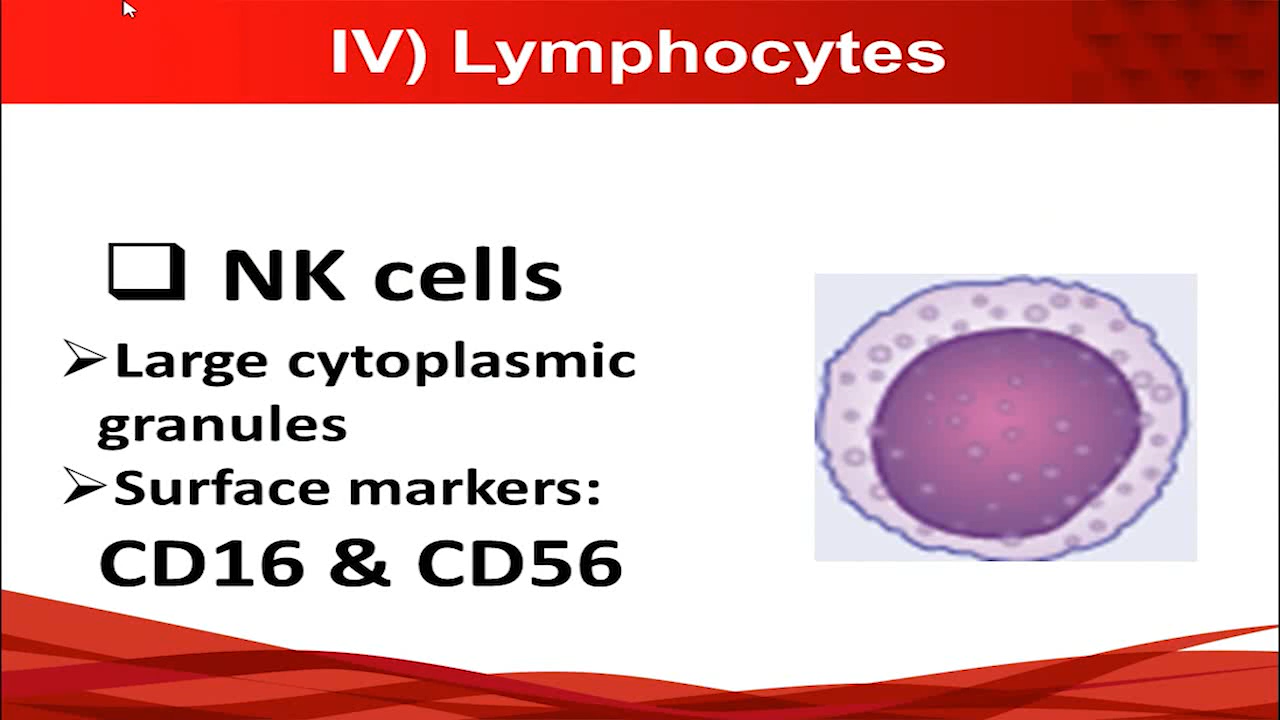 IV) Lymphocytes
❑ NK cells
➢Large cytoplasmic
granules
➢Surface markers:
CD16 & CD56